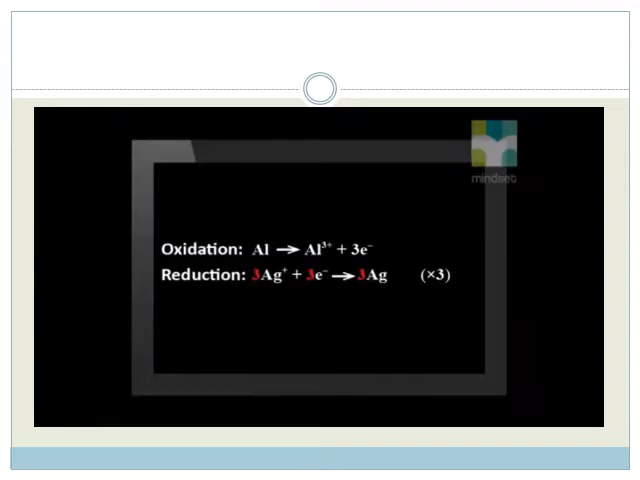 mindset
Oxidation: Al → Al³⁺ + 3e⁻
Reduction: 3Ag⁺ + 3e⁻ → 3Ag (×3)